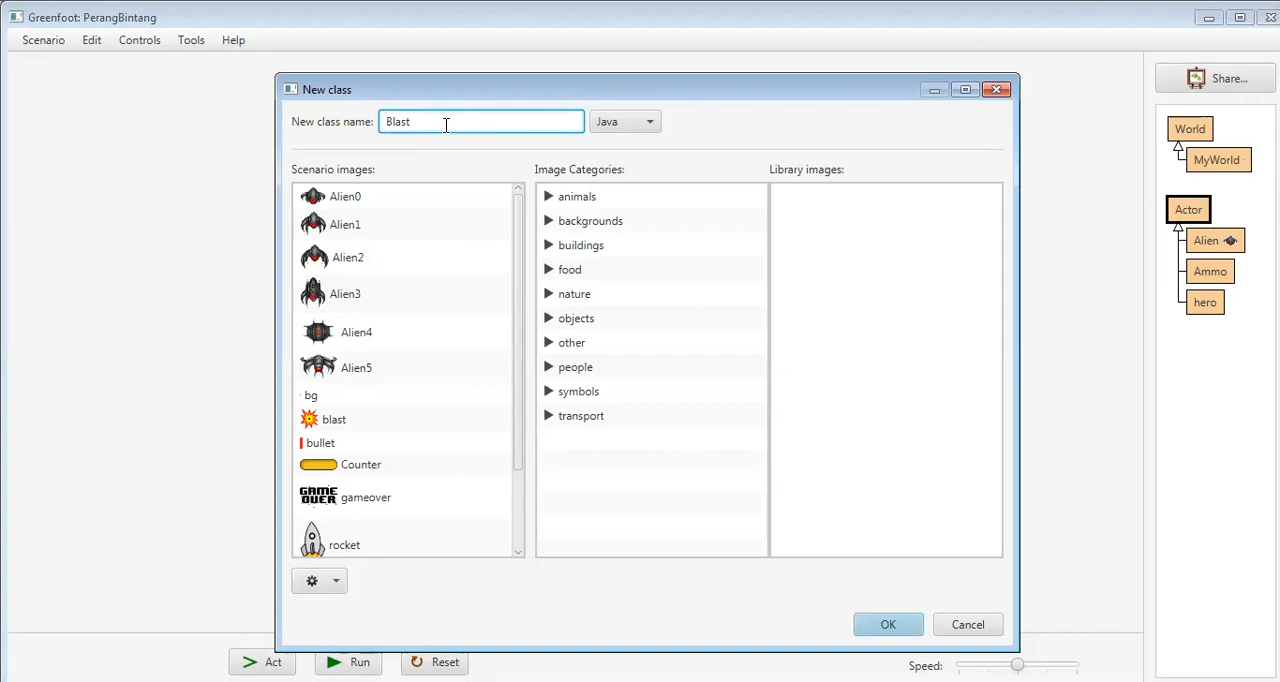 Greenfoot: PerangBintang
Scenario Edit Controls Tools Help
Share...
New class
New class name: Blast Java
Scenario images: Image Categories: Library images:
Alien0
Alien1
Alien2
Alien3
Alien4
Alien5
bg
blast
bullet
Counter
GAME OVER gameover
rocket
animals
backgrounds
buildings
food
nature
objects
other
people
symbols
transport
OK Cancel
World
MyWorld
Actor
Alien
Ammo
hero
Act Run Reset Speed: